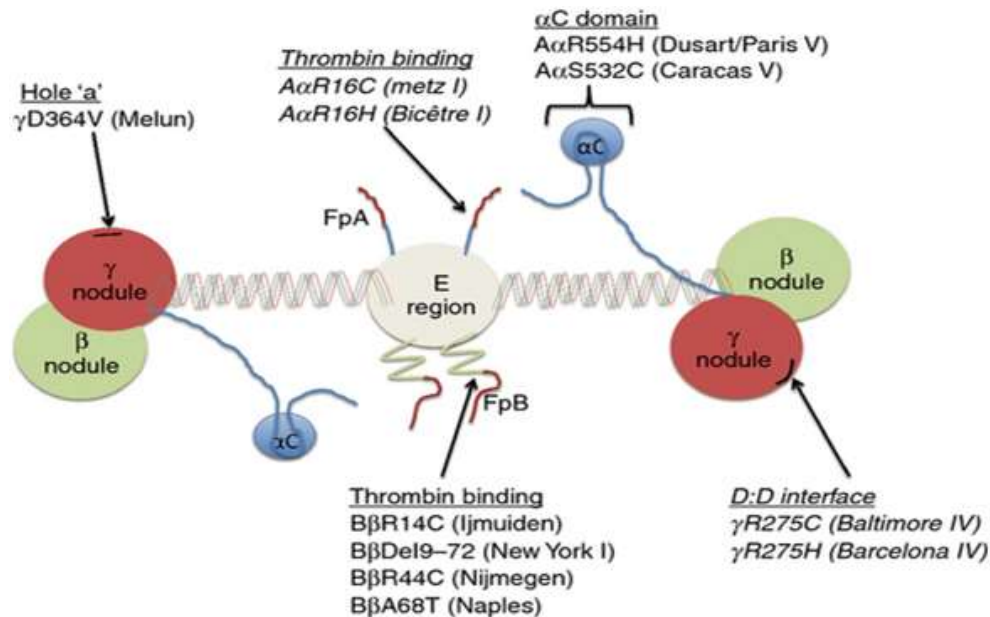 αC domain
AαR554H (Dusart/Paris V)
AαS532C (Caracas V)
Thrombin binding
AαR16C (metz I)
AαR16H (Bicêtre I)
Hole ‘a’
γD364V (Melun)
αC
FpA
γ
nodule
β
nodule
E
region
β
nodule
γ
nodule
FpB
αC
Thrombin binding
BβR14C (Ijmuiden)
BβDel9–72 (New York I)
BβR44C (Nijmegen)
BβA68T (Naples)
D:D interface
γR275C (Baltimore IV)
γR275H (Barcelona IV)